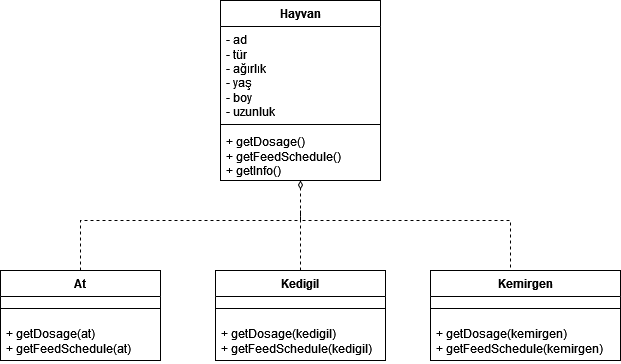 Hayvan
- ad
- tür
- ağırlık
- yaş
- boy
- uzunluk
+ getDosage()
+ getFeedSchedule()
+ getInfo()
At
+ getDosage(at)
+ getFeedSchedule(at)
Kedigil
+ getDosage(kedigil)
+ getFeedSchedule(kedigil)
Kemirgen
+ getDosage(kemirgen)
+ getFeedSchedule(kemirgen)